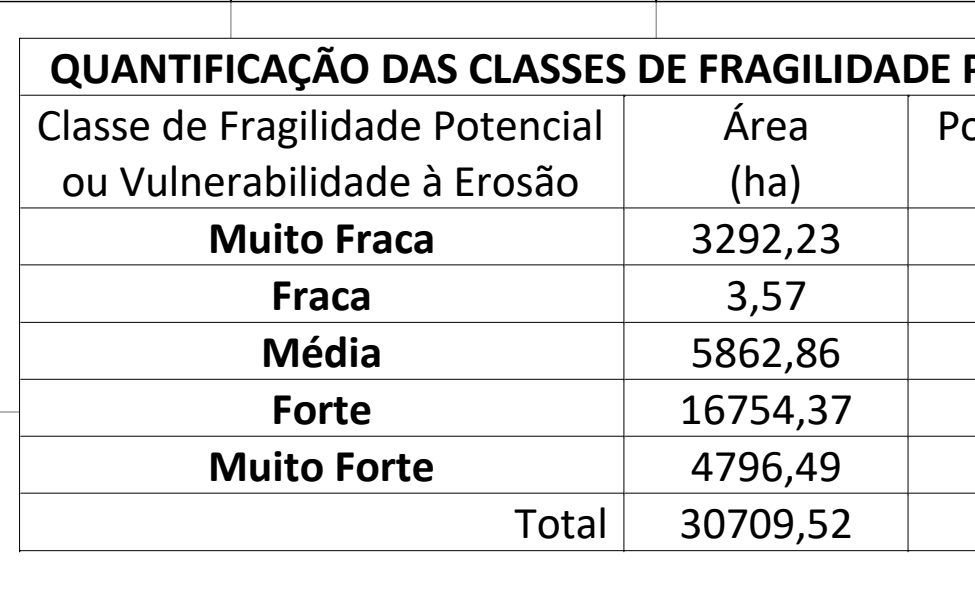 QUANTIFICAÇÃO DAS CLASSES DE FRAGILIDADE
Classe de Fragilidade Potencial ou Vulnerabilidade à Erosão
Área (ha)
Muito Fraca 3292,23
Fraca 3,57
Média 5862,86
Forte 16754,37
Muito Forte 4796,49
Total 30709,52